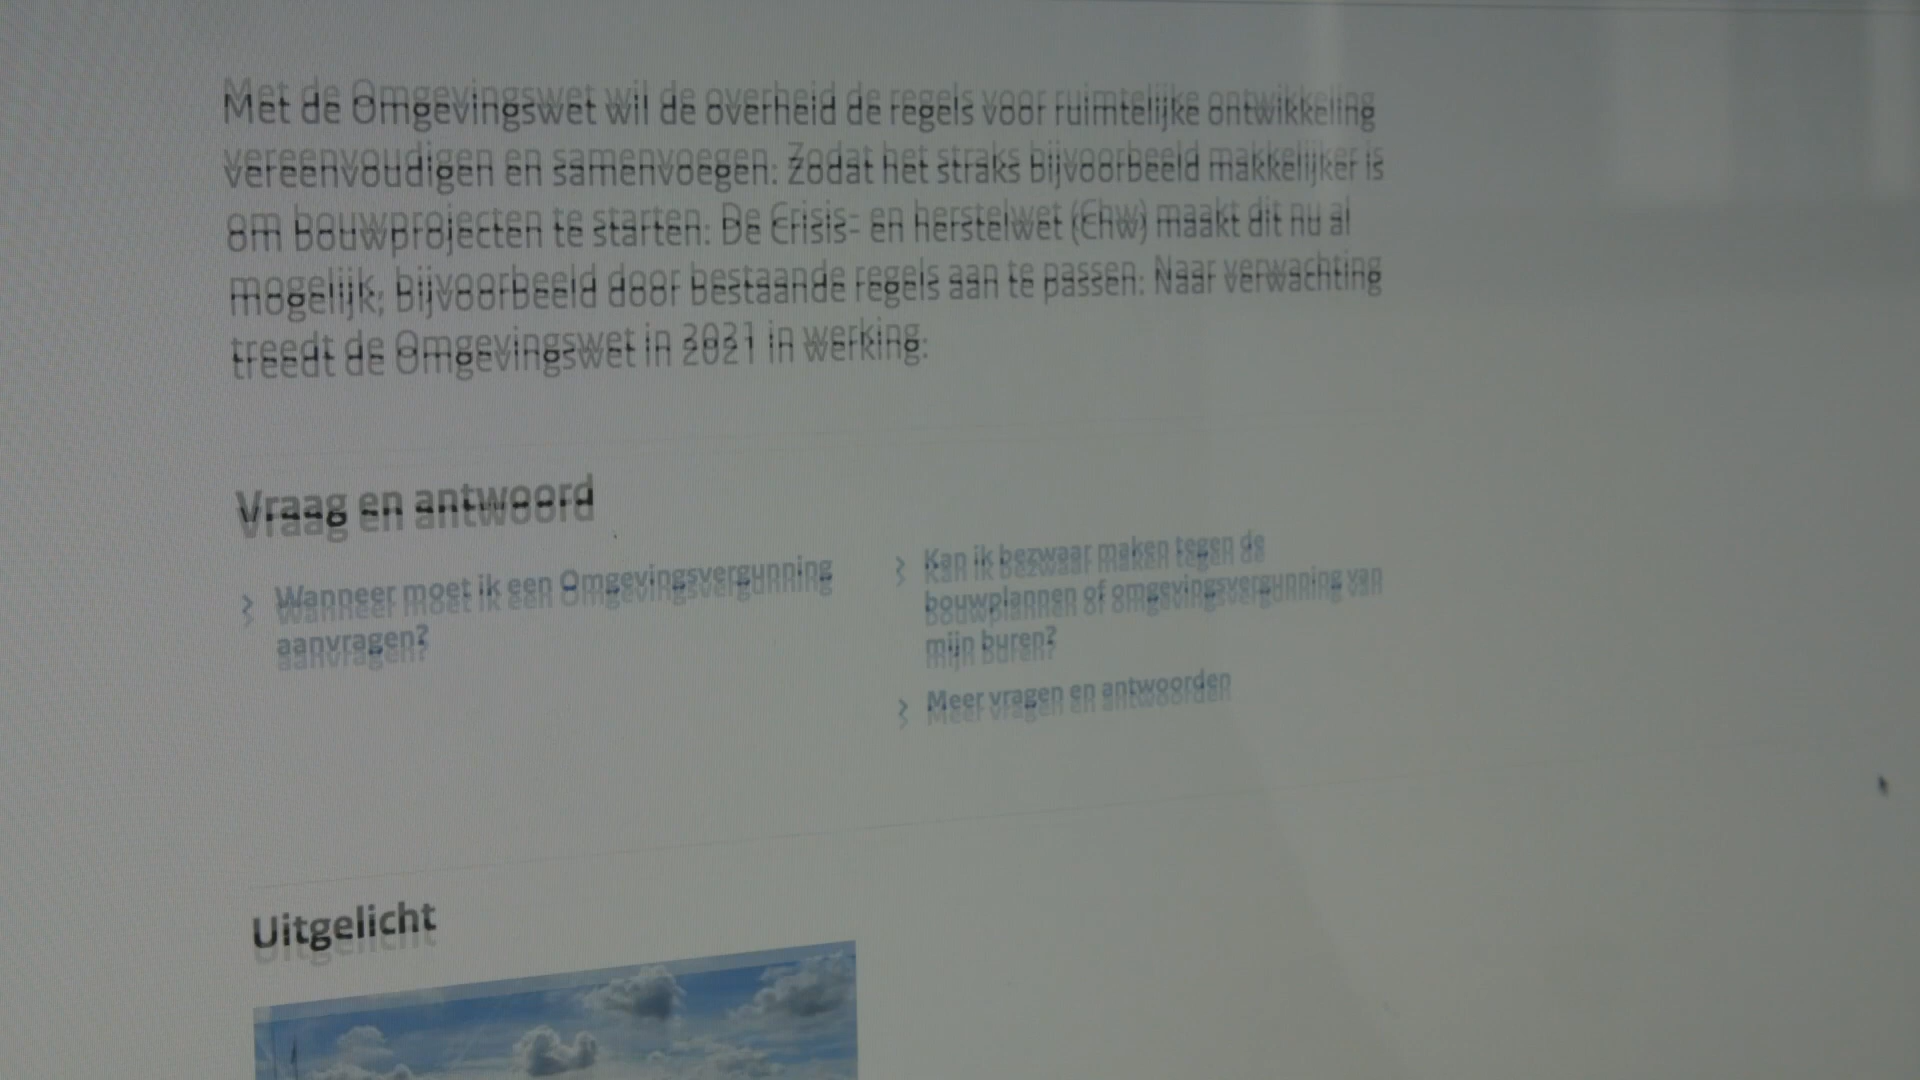 Met de Omgevingswet wil de overheid de regels voor ruimtelijke ontwikkeling
vereenvoudigen en samenvoegen. Zodat het straks bijvoorbeeld makkelijker is
om bouwprojecten te starten. De Crisis- en herstelwet (Chw) maakt dit nu al
mogelijk, bijvoorbeeld door bestaande regels aan te passen. Naar verwachting
treedt de Omgevingswet in 2021 in werking.
Vraag en antwoord
Wanneer moet ik een Omgevingsvergunning
aanvragen?
Kan ik bezwaar maken tegen de
bouwplannen of omgevingsvergunning van
mijn buren?
Meer vragen en antwoorden
Uitgelicht